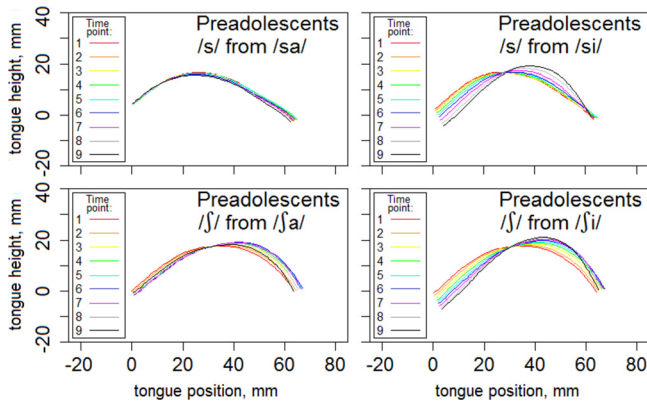 tongue height, mm
40
20
0
-20
Time
point:
1
2
3
4
5
6
7
8
9
Preadolescents
/s/ from /sa/
Time
point:
1
2
3
4
5
6
7
8
9
Preadolescents
/s/ from /si/
tongue height, mm
40
20
0
-20
Time
point:
1
2
3
4
5
6
7
8
9
Preadolescents
/ʃ/ from /ʃa/
Time
point:
1
2
3
4
5
6
7
8
9
Preadolescents
/ʃ/ from /ʃi/
-20 0 20 40 60 80
-20 0 20 40 60 80
tongue position, mm
tongue position, mm